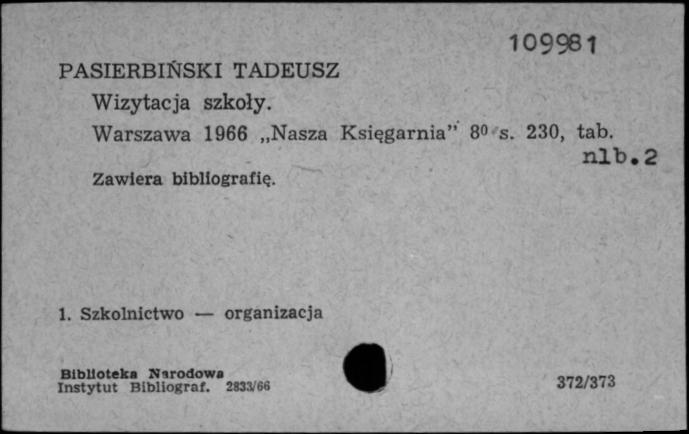 109981
PASIERBIŃSKI TADEUSZ
Wizytacja szkoły.
Warszawa 1966 „Nasza Księgarnia” 8⁰ s. 230, tab.
nlb.2
Zawiera bibliografię.
1. Szkolnictwo — organizacja
Biblioteka Narodowa
Instytut Bibliograf. 2833/66
372/373